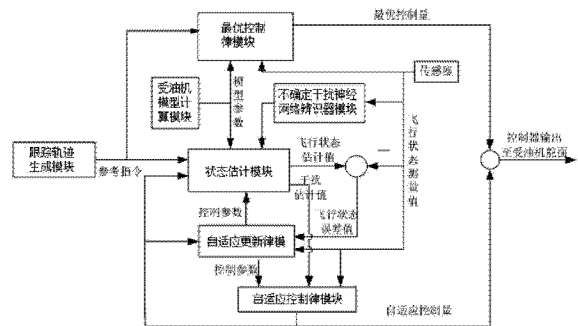 最优控制量
最优控制
律模块
传感器
受油机
模型计
算模块
模型参数
不确定干扰神经
网络辨识器模块
跟踪轨迹
生成模块
参考指令
状态估计模块
飞行状态
估计值
干扰
估计值
飞行状态测量值
控制器输出
至受油机舵面
控制参数
飞行状态
误差值
自适应更新律模
控制参数
自适应控制律模块
自适应控制量